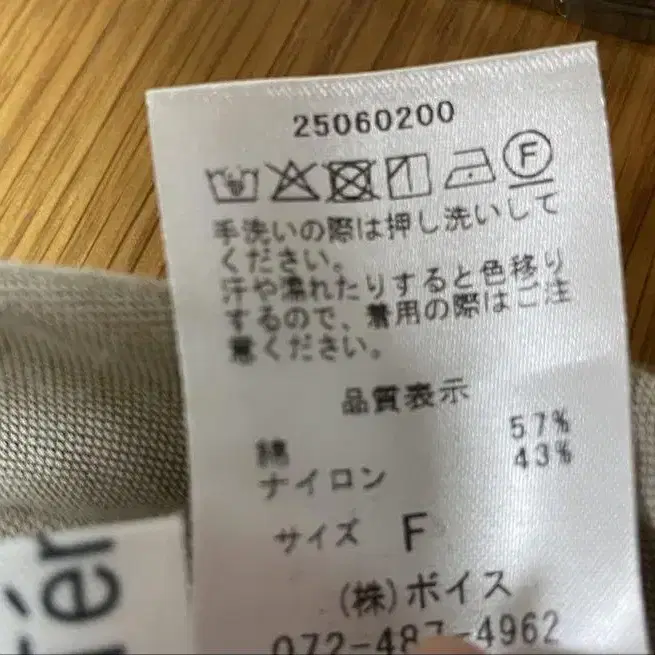 25060200
F
手洗いの際は押し洗いして
ください。
汗や濡れたりすると色移り
するので、着用の際はご注
意ください。
品質表示
綿 57%
ナイロン 43%
サイズ F
(株)ボイス
072-487-4962
iér